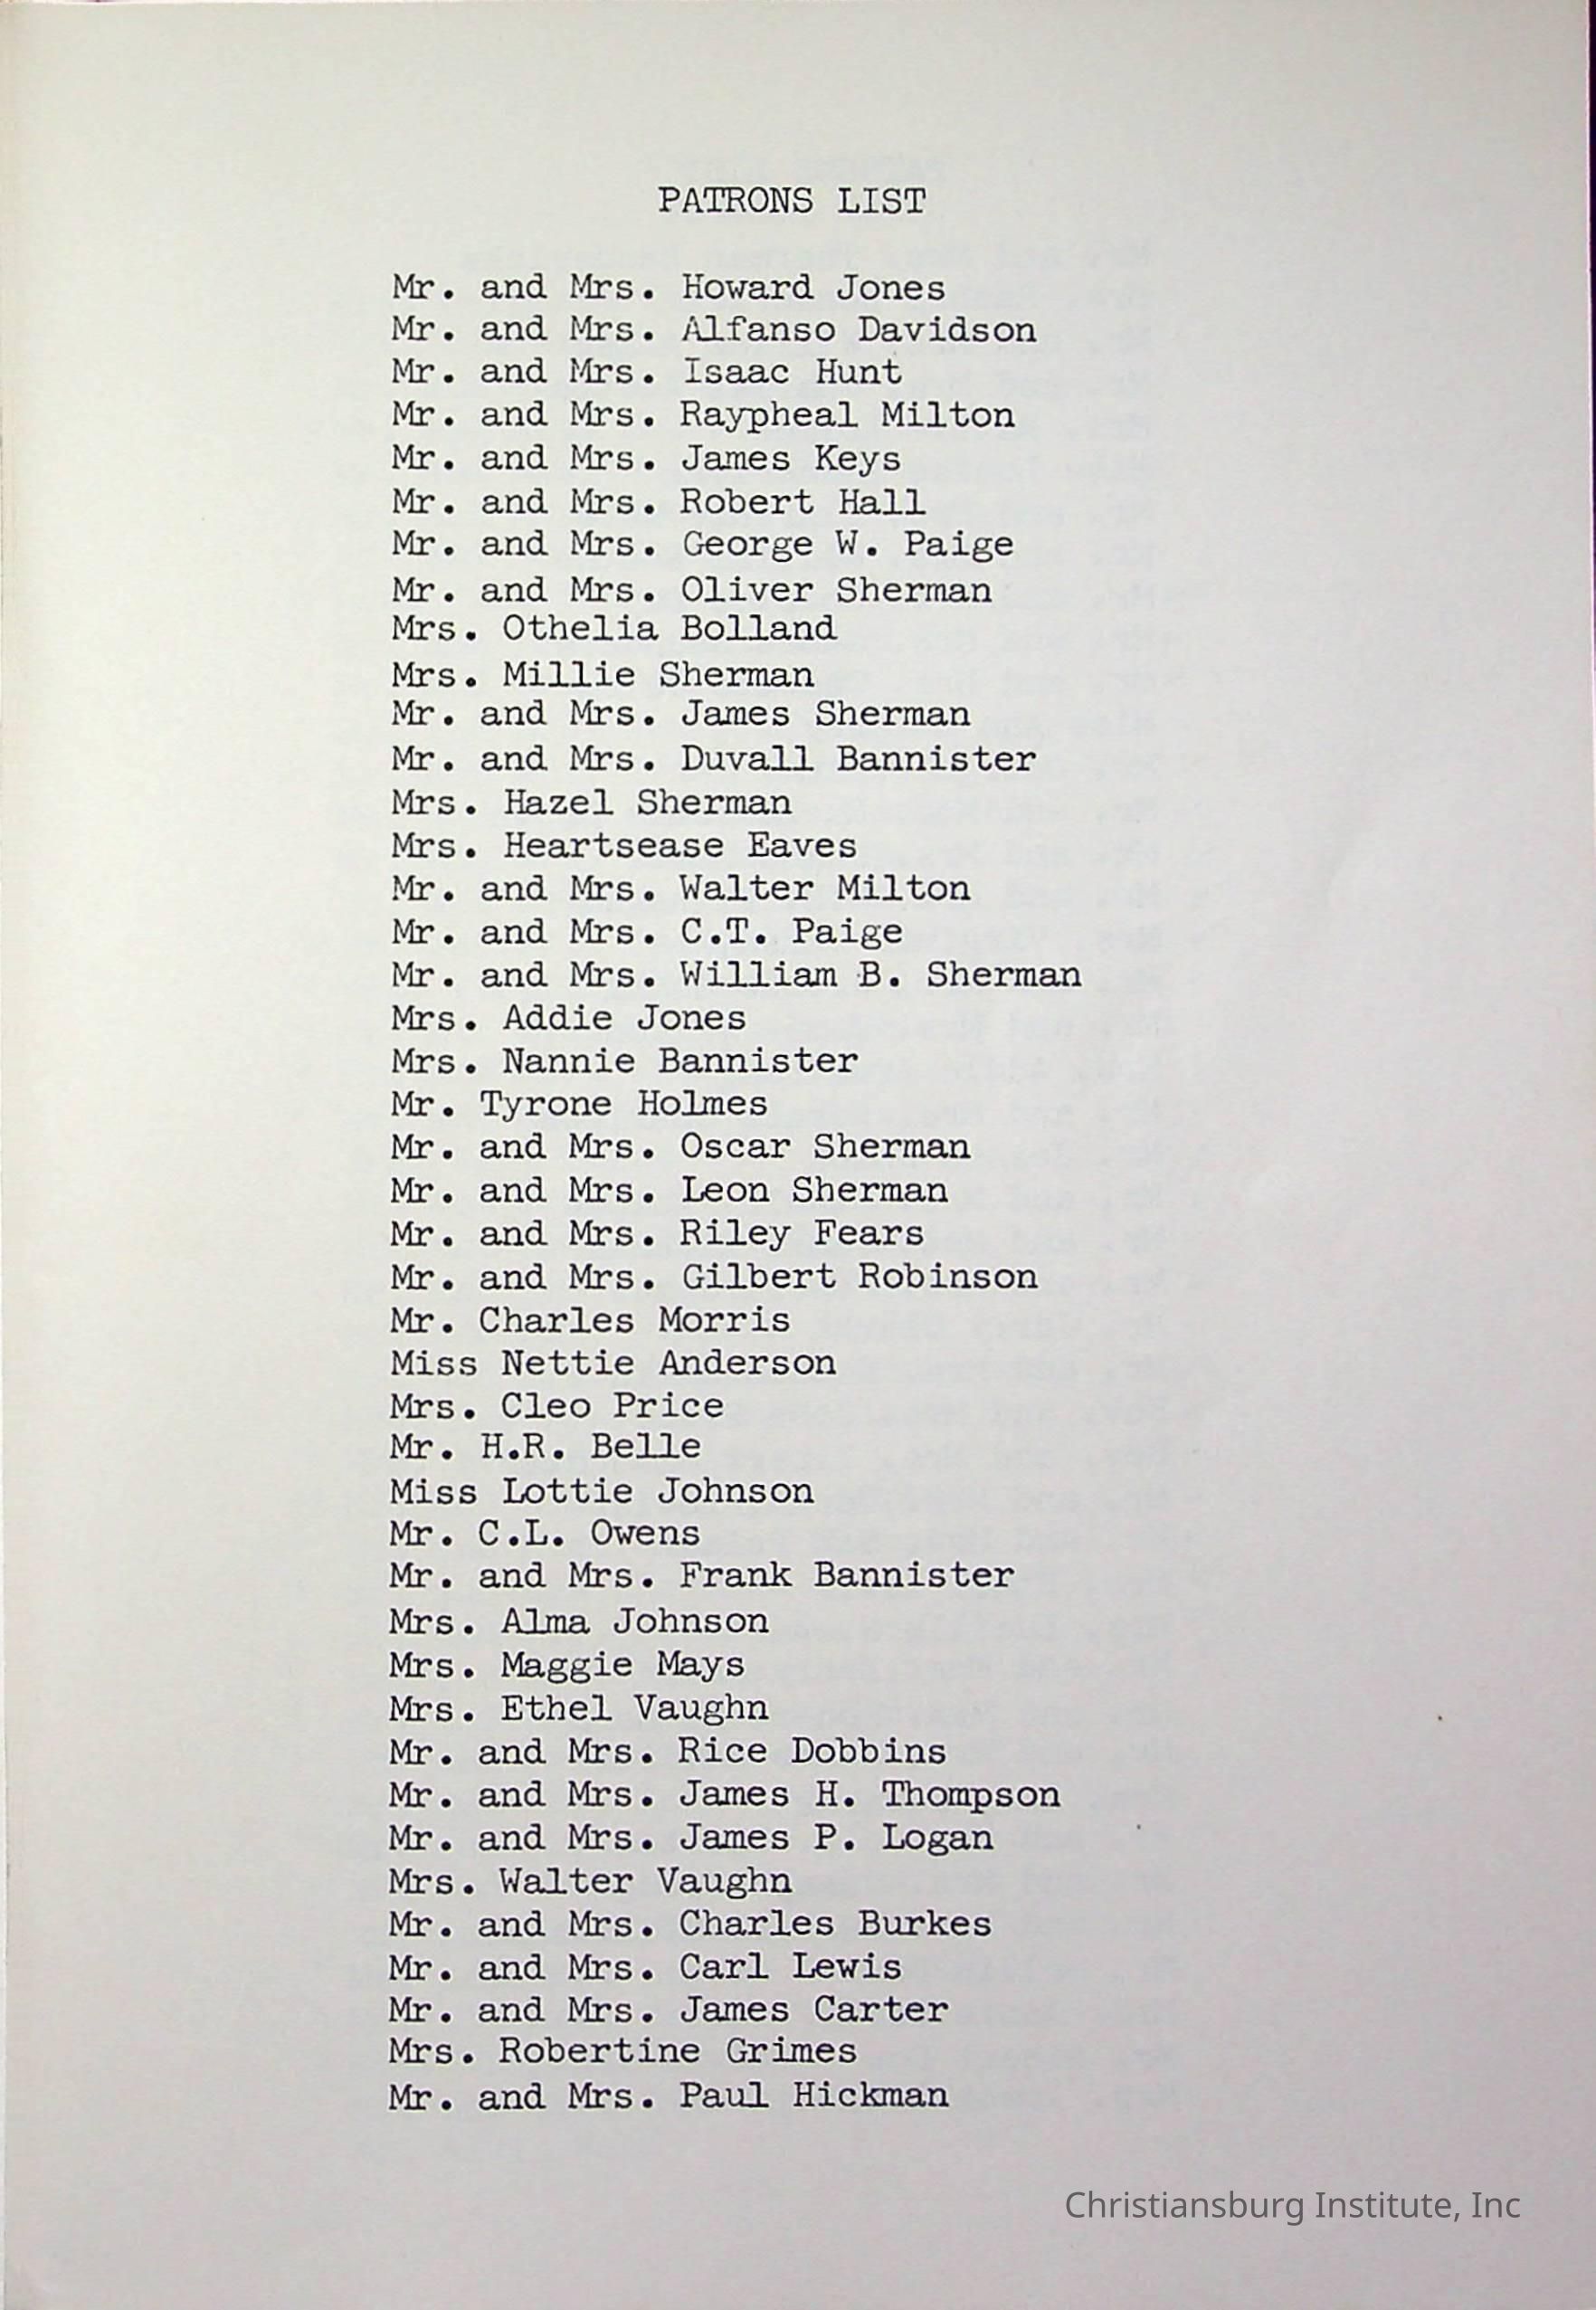 PATRONS LIST
Mr. and Mrs. Howard Jones
Mr. and Mrs. Alfanso Davidson
Mr. and Mrs. Isaac Hunt
Mr. and Mrs. Raypheal Milton
Mr. and Mrs. James Keys
Mr. and Mrs. Robert Hall
Mr. and Mrs. George W. Paige
Mr. and Mrs. Oliver Sherman
Mrs. Othelia Bolland
Mrs. Millie Sherman
Mr. and Mrs. James Sherman
Mr. and Mrs. Duvall Bannister
Mrs. Hazel Sherman
Mrs. Heartsease Eaves
Mr. and Mrs. Walter Milton
Mr. and Mrs. C.T. Paige
Mr. and Mrs. William B. Sherman
Mrs. Addie Jones
Mrs. Nannie Bannister
Mr. Tyrone Holmes
Mr. and Mrs. Oscar Sherman
Mr. and Mrs. Leon Sherman
Mr. and Mrs. Riley Fears
Mr. and Mrs. Gilbert Robinson
Mr. Charles Morris
Miss Nettie Anderson
Mrs. Cleo Price
Mr. H.R. Belle
Miss Lottie Johnson
Mr. C.L. Owens
Mr. and Mrs. Frank Bannister
Mrs. Alma Johnson
Mrs. Maggie Mays
Mrs. Ethel Vaughn
Mr. and Mrs. Rice Dobbins
Mr. and Mrs. James H. Thompson
Mr. and Mrs. James P. Logan
Mrs. Walter Vaughn
Mr. and Mrs. Charles Burkes
Mr. and Mrs. Carl Lewis
Mr. and Mrs. James Carter
Mrs. Robertine Grimes
Mr. and Mrs. Paul Hickman
Christiansburg Institute, Inc